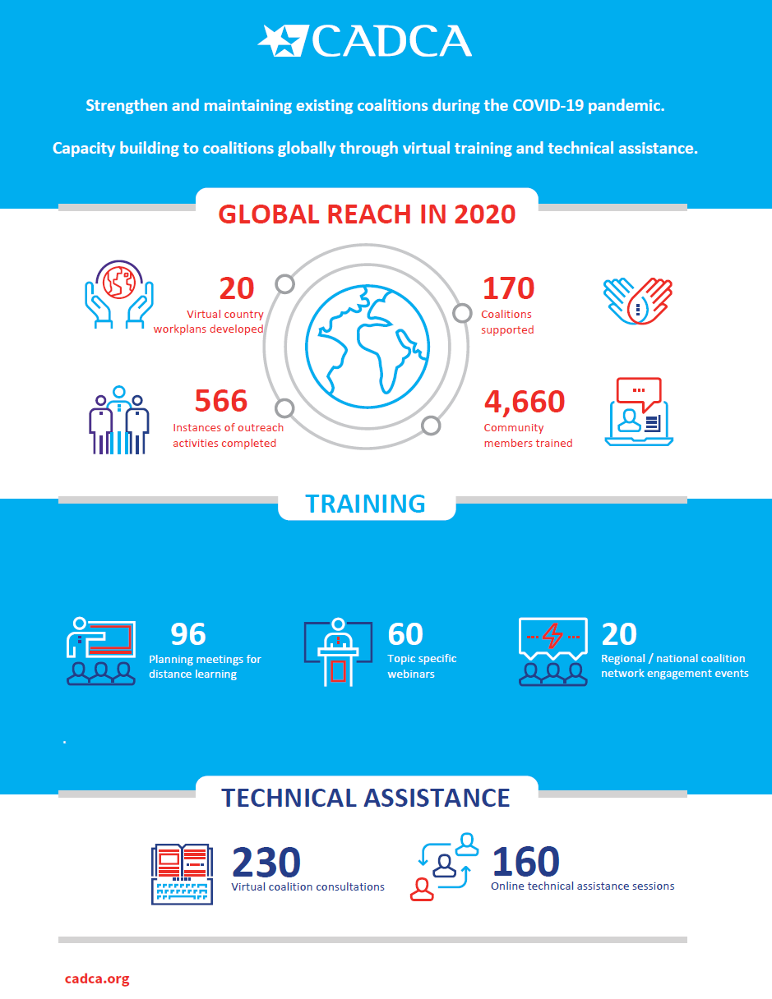 CADCA
Strengthen and maintaining existing coalitions during the COVID-19 pandemic.
Capacity building to coalitions globally through virtual training and technical assistance.
GLOBAL REACH IN 2020
20
Virtual country
workplans developed
170
Coalitions
supported
566
Instances of outreach
activities completed
4,660
Community
members trained
TRAINING
96
Planning meetings for
distance learning
60
Topic specific
webinars
20
Regional / national coalition
network engagement events
.
TECHNICAL ASSISTANCE
230
Virtual coalition consultations
160
Online technical assistance sessions
cadca.org